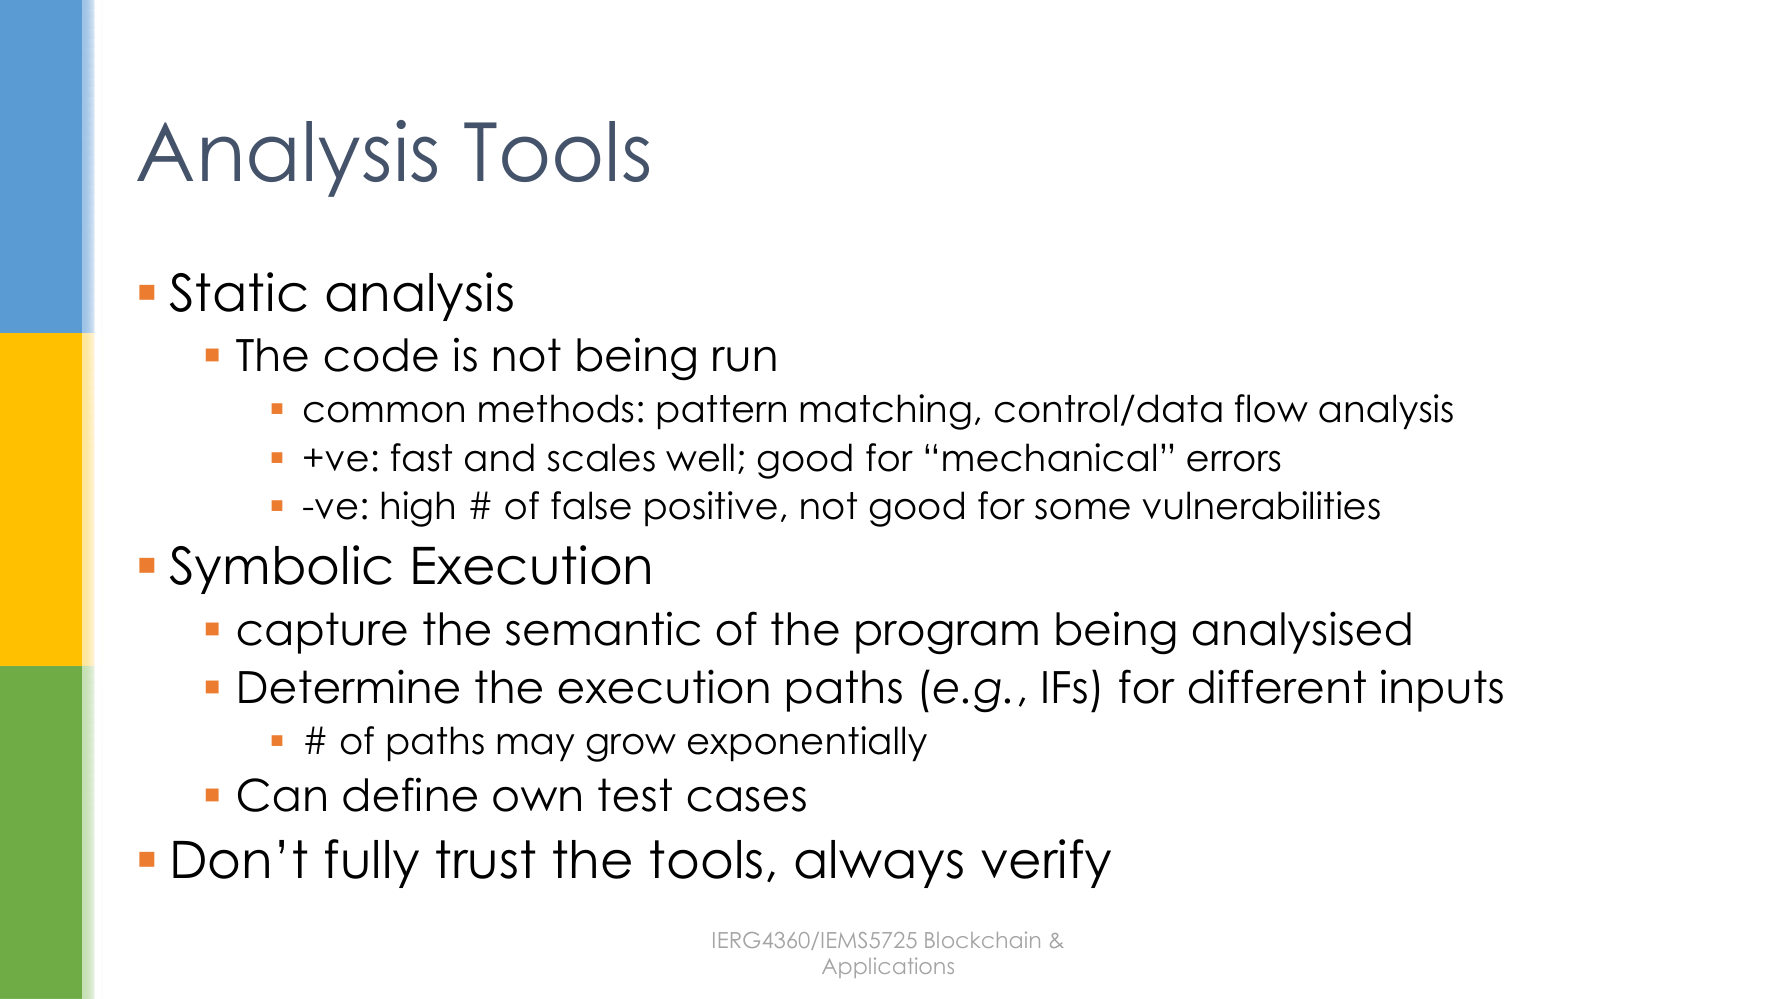 Analysis Tools
Static analysis
The code is not being run
common methods: pattern matching, control/data flow analysis
+ve: fast and scales well; good for “mechanical” errors
-ve: high # of false positive, not good for some vulnerabilities
Symbolic Execution
capture the semantic of the program being analysised
Determine the execution paths (e.g., IFs) for different inputs
# of paths may grow exponentially
Can define own test cases
Don’t fully trust the tools, always verify
IERG4360/IEMS5725 Blockchain &
Applications